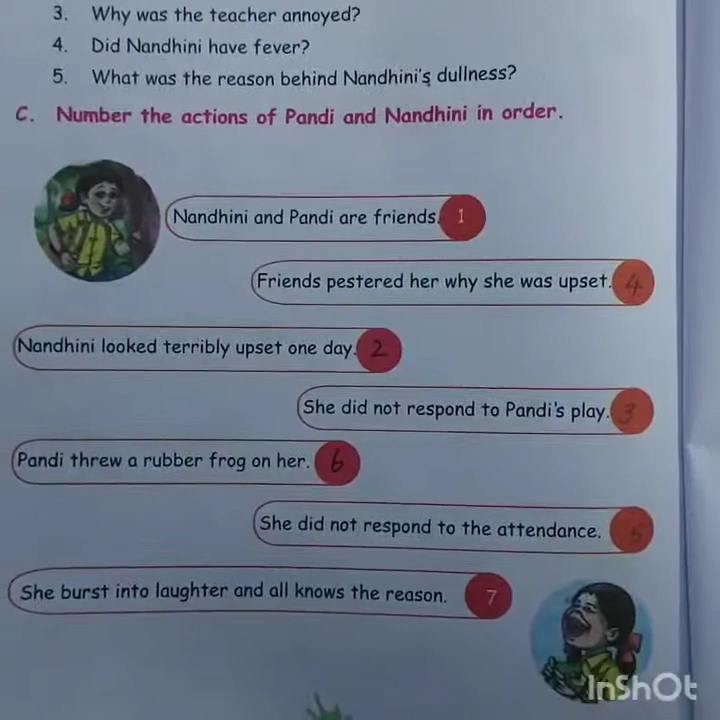 3. Why was the teacher annoyed?
4. Did Nandhini have fever?
5. What was the reason behind Nandhini's dullness?
C. Number the actions of Pandi and Nandhini in order.
Nandhini and Pandi are friends. 1
Friends pestered her why she was upset. 4
Nandhini looked terribly upset one day. 2
She did not respond to Pandi's play. 3
Pandi threw a rubber frog on her. 6
She did not respond to the attendance. 5
She burst into laughter and all knows the reason. 7
InShOt